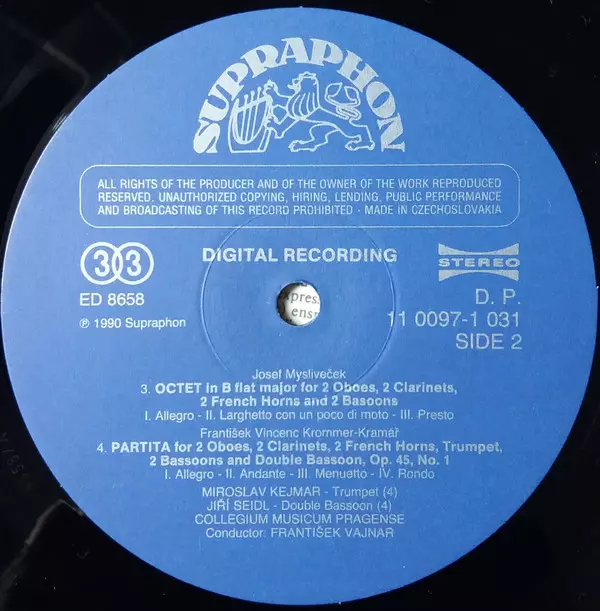 SUPRAPHON
ALL RIGHTS OF THE PRODUCER AND OF THE OWNER OF THE WORK REPRODUCED
RESERVED. UNAUTHORIZED COPYING, HIRING, LENDING, PUBLIC PERFORMANCE
AND BROADCASTING OF THIS RECORD PROHIBITED - MADE IN CZECHOSLOVAKIA
33 DIGITAL RECORDING STEREO
ED 8658
D. P.
℗ 1990 Supraphon
11 0097-1 031
SIDE 2
Josef Mysliveček
3. OCTET in B flat major for 2 Oboes, 2 Clarinets,
2 French Horns and 2 Basoons
I. Allegro - II. Larghetto con un poco di moto - III. Presto
František Vincenc Krommer-Kramář
4. PARTITA for 2 Oboes, 2 Clarinets, 2 French Horns, Trumpet,
2 Bassoons and Double Bassoon, Op. 45, No. 1
I. Allegro - II. Andante - III. Menuetto - IV. Rondo
MIROSLAV KEJMAR - Trumpet (4)
JIŘÍ SEIDL - Double Bassoon (4)
COLLEGIUM MUSICUM PRAGENSE
Conductor: FRANTIŠEK VAJNAR